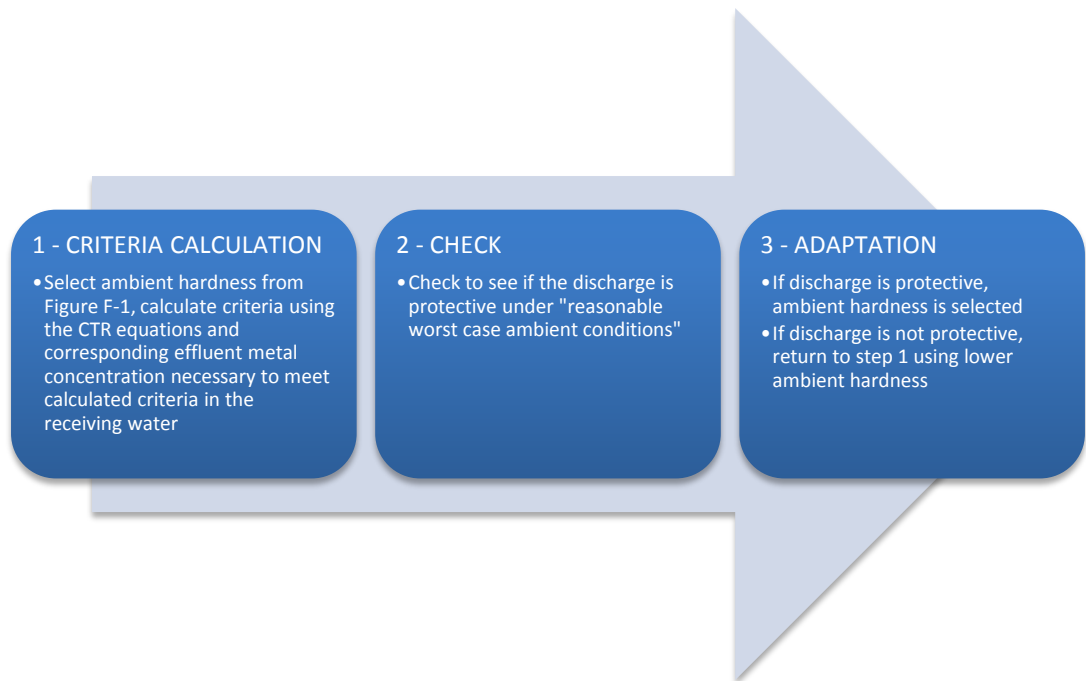 1 - CRITERIA CALCULATION
•Select ambient hardness from
Figure F-1, calculate criteria using
the CTR equations and
corresponding effluent metal
concentration necessary to meet
calculated criteria in the
receiving water
2 - CHECK
•Check to see if the discharge is
protective under "reasonable
worst case ambient conditions"
3 - ADAPTATION
•If discharge is protective,
ambient hardness is selected
•If discharge is not protective,
return to step 1 using lower
ambient hardness